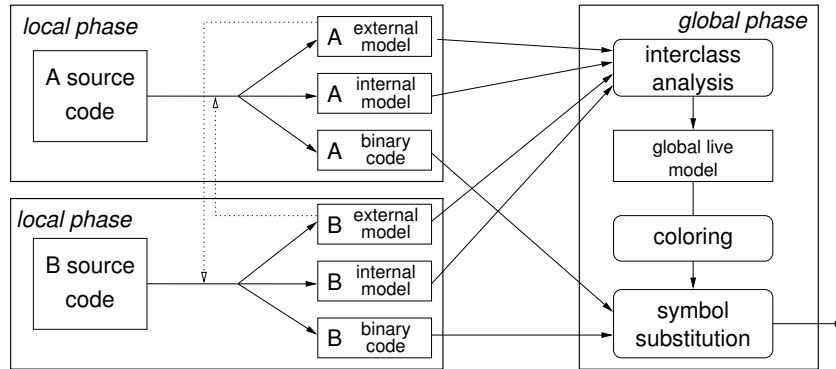 local phase
A source
code
A external
model
A internal
model
A binary
code
local phase
B source
code
B external
model
B internal
model
B binary
code
global phase
interclass
analysis
global live
model
coloring
symbol
substitution